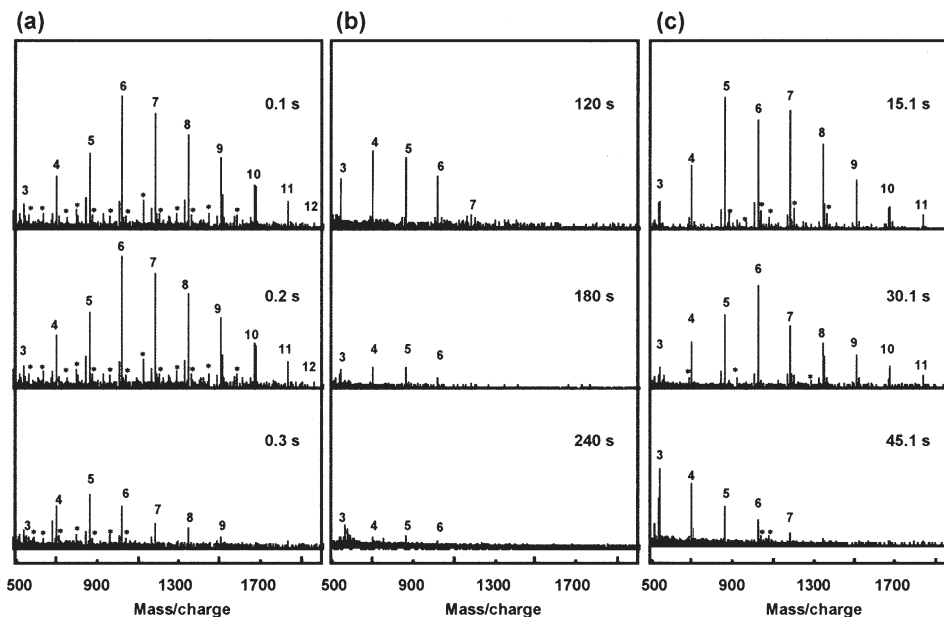 (a) (b) (c)
6
7
5 8
4 9
3 10 11 12
* * * * * * * * * * * * *
0.1 s
6
7
5 8
4 9
3 10 11 12
* * * * * * * * * * * * *
0.2 s
5
4 6
3 7 8 9
* * * * * *
0.3 s
500 900 1300 1700
Mass/charge
120 s
4 5
3 6
7
180 s
3 4 5 6
240 s
3 4 5 6
500 900 1300 1700
Mass/charge
15.1 s
5 7
6
8
4 9
3 10 11
* * * * * *
30.1 s
6
5
4 7
8
3 9 10 11
* * *
45.1 s
3
4
5
6
7
* *
500 900 1300 1700
Mass/charge